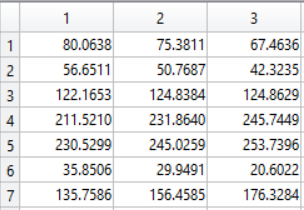 1 2 3
1 80.0638 75.3811 67.4636
2 56.6511 50.7687 42.3235
3 122.1653 124.8384 124.8629
4 211.5210 231.8640 245.7449
5 230.5299 245.0259 253.7396
6 35.8506 29.9491 20.6022
7 135.7586 156.4585 176.3284